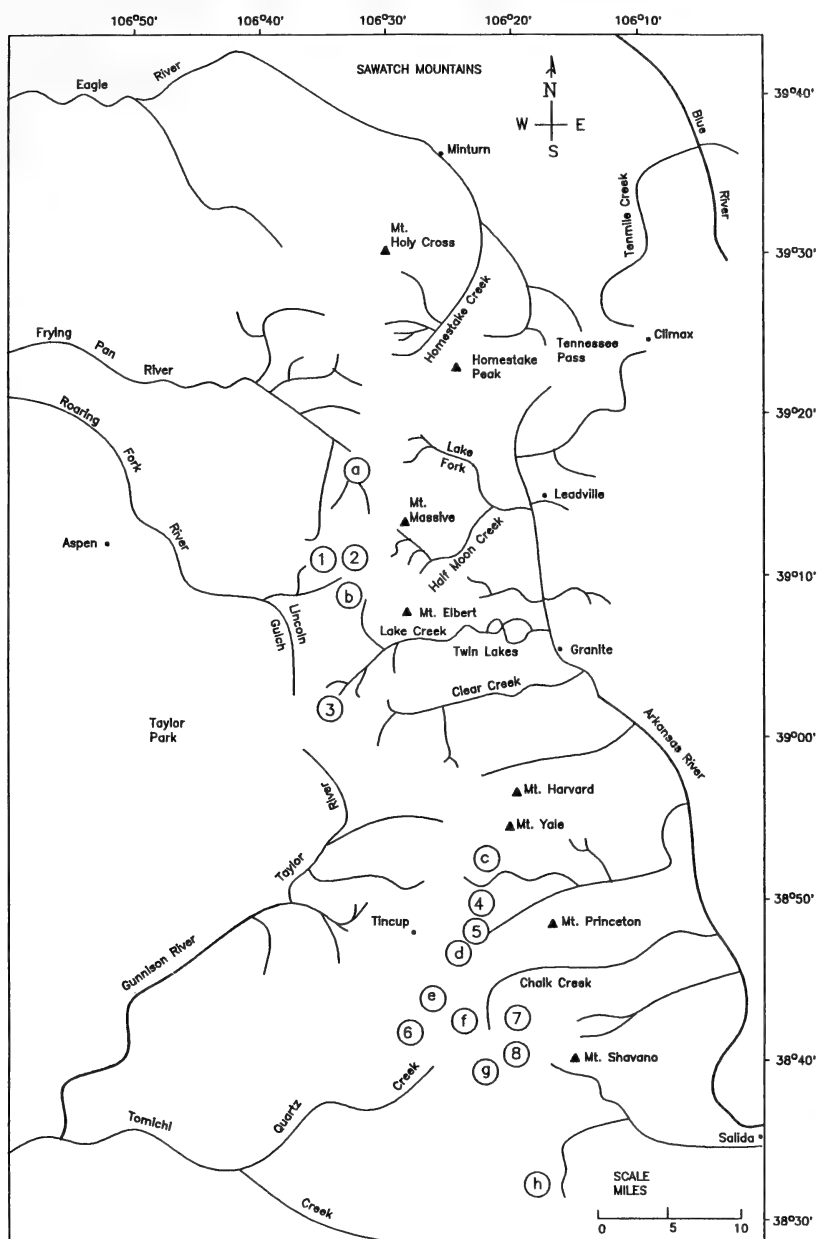 106°50' 106°40' 106°30' 106°20' 106°10'
SAWATCH MOUNTAINS
Eagle River
N
W E
S
39°40'
Blue River
Minturn
Tenmile Creek
Mt. Holy Cross
39°30'
Homestake Creek
Frying Pan River
Tennessee Pass
Climax
Homestake Peak
Roaring Fork River
39°20'
Lake Fork
a
Leadville
Mt. Massive
Aspen
1 2
Half Moon Creek
39°10'
b
Mt. Elbert
Lincoln Gulch
Lake Creek
Twin Lakes
Granite
Clear Creek
3
Arkansas River
Taylor Park
39°00'
Taylor River
Mt. Harvard
Mt. Yale
c
38°50'
4
Tincup
5
Mt. Princeton
Gunnison River
d
Chalk Creek
e
f
7
6
8
Mt. Shavano
38°40'
g
Quartz Creek
Tomichi Creek
Salida
h
SCALE
MILES
0 5 10
38°30'